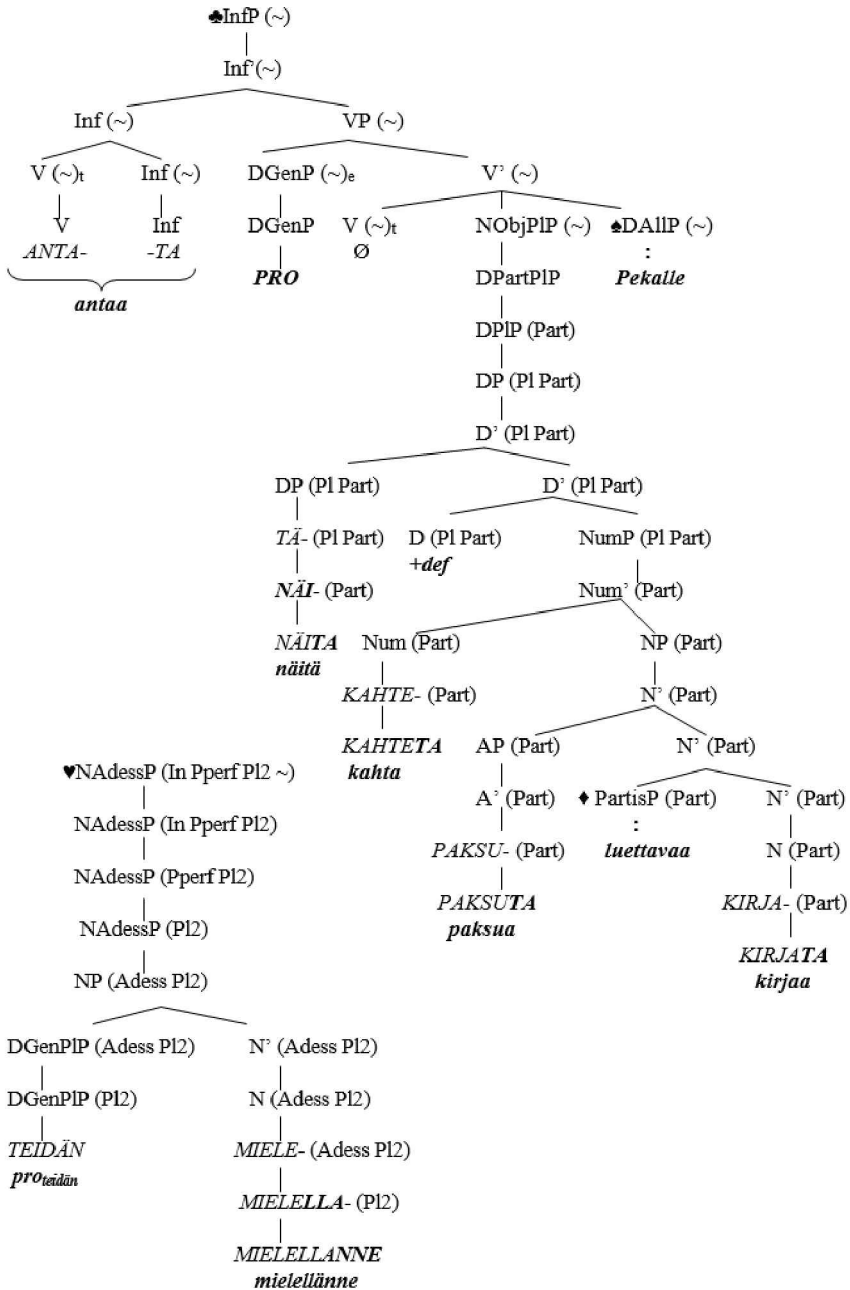 ♣InfP (~)
Inf’(~)
Inf (~) VP (~)
V (~)t Inf (~) DGenP (~)e V’ (~)
V Inf DGenP V (~)t NObjPlP (~) ♠DAllP (~)
ANTA- -TA PRO Ø DPartPlP : Pekalle
antaa
DPlP (Part)
DP (Pl Part)
D’ (Pl Part)
DP (Pl Part) D’ (Pl Part)
TÄ- (Pl Part) D (Pl Part) NumP (Pl Part)
+def
NÄI- (Part) Num’ (Part)
NÄITA Num (Part) NP (Part)
näitä
KAHTE- (Part) N’ (Part)
KAHTETA AP (Part) N’ (Part)
kahta
♥NAdessP (In Pperf Pl2 ~) A’ (Part) ♦ PartisP (Part) N’ (Part)
:
NAdessP (In Pperf Pl2) PAKSU- (Part) luettavaa N (Part)
NAdessP (Pperf Pl2) PAKSUTA KIRJA- (Part)
paksua
NAdessP (Pl2) KIRJATA
kirjaa
NP (Adess Pl2)
DGenPlP (Adess Pl2) N’ (Adess Pl2)
DGenPlP (Pl2) N (Adess Pl2)
TEIDÄN MIELE- (Adess Pl2)
proteidän
MIELELLA- (Pl2)
MIELELLANNE
mielellänne